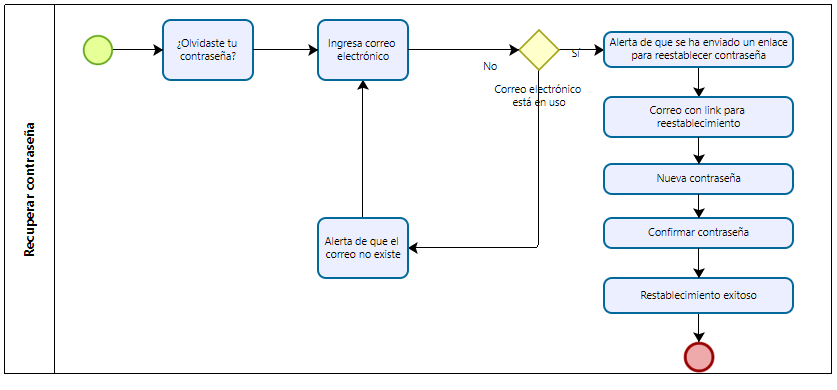 Recuperar contraseña
¿Olvidaste tu
contraseña?
Ingresa correo
electrónico
No
Sí
Correo electrónico
está en uso
Alerta de que el
correo no existe
Alerta de que se ha enviado un enlace
para reestablecer contraseña
Correo con link para
reestablecimiento
Nueva contraseña
Confirmar contraseña
Restablecimiento exitoso